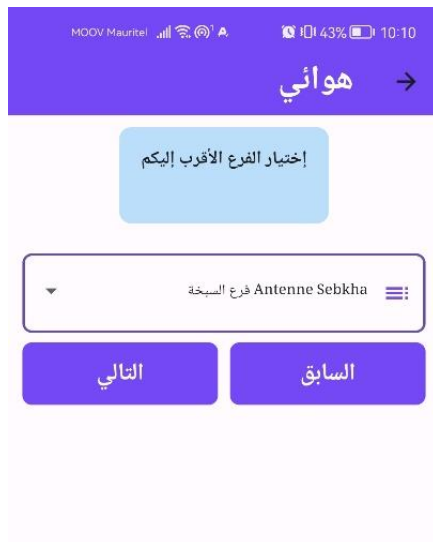 MOOV Mauritel 43% 10:10
هوائي
إختيار الفرع الأقرب إليكم
Antenne Sebkha فرع السبخة
السابق
التالي